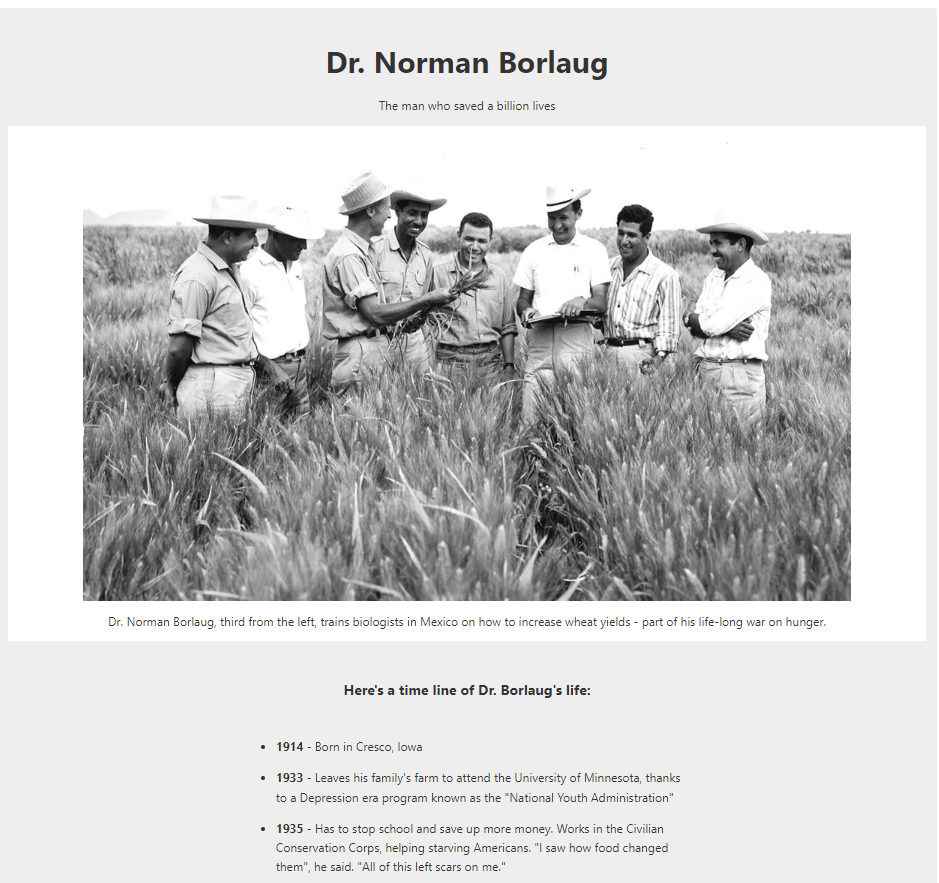 Dr. Norman Borlaug
The man who saved a billion lives
Dr. Norman Borlaug, third from the left, trains biologists in Mexico on how to increase wheat yields - part of his life-long war on hunger.
Here's a time line of Dr. Borlaug's life:
• 1914 - Born in Cresco, Iowa
• 1933 - Leaves his family's farm to attend the University of Minnesota, thanks
to a Depression era program known as the "National Youth Administration"
• 1935 - Has to stop school and save up more money. Works in the Civilian
Conservation Corps, helping starving Americans. "I saw how food changed
them", he said. "All of this left scars on me."